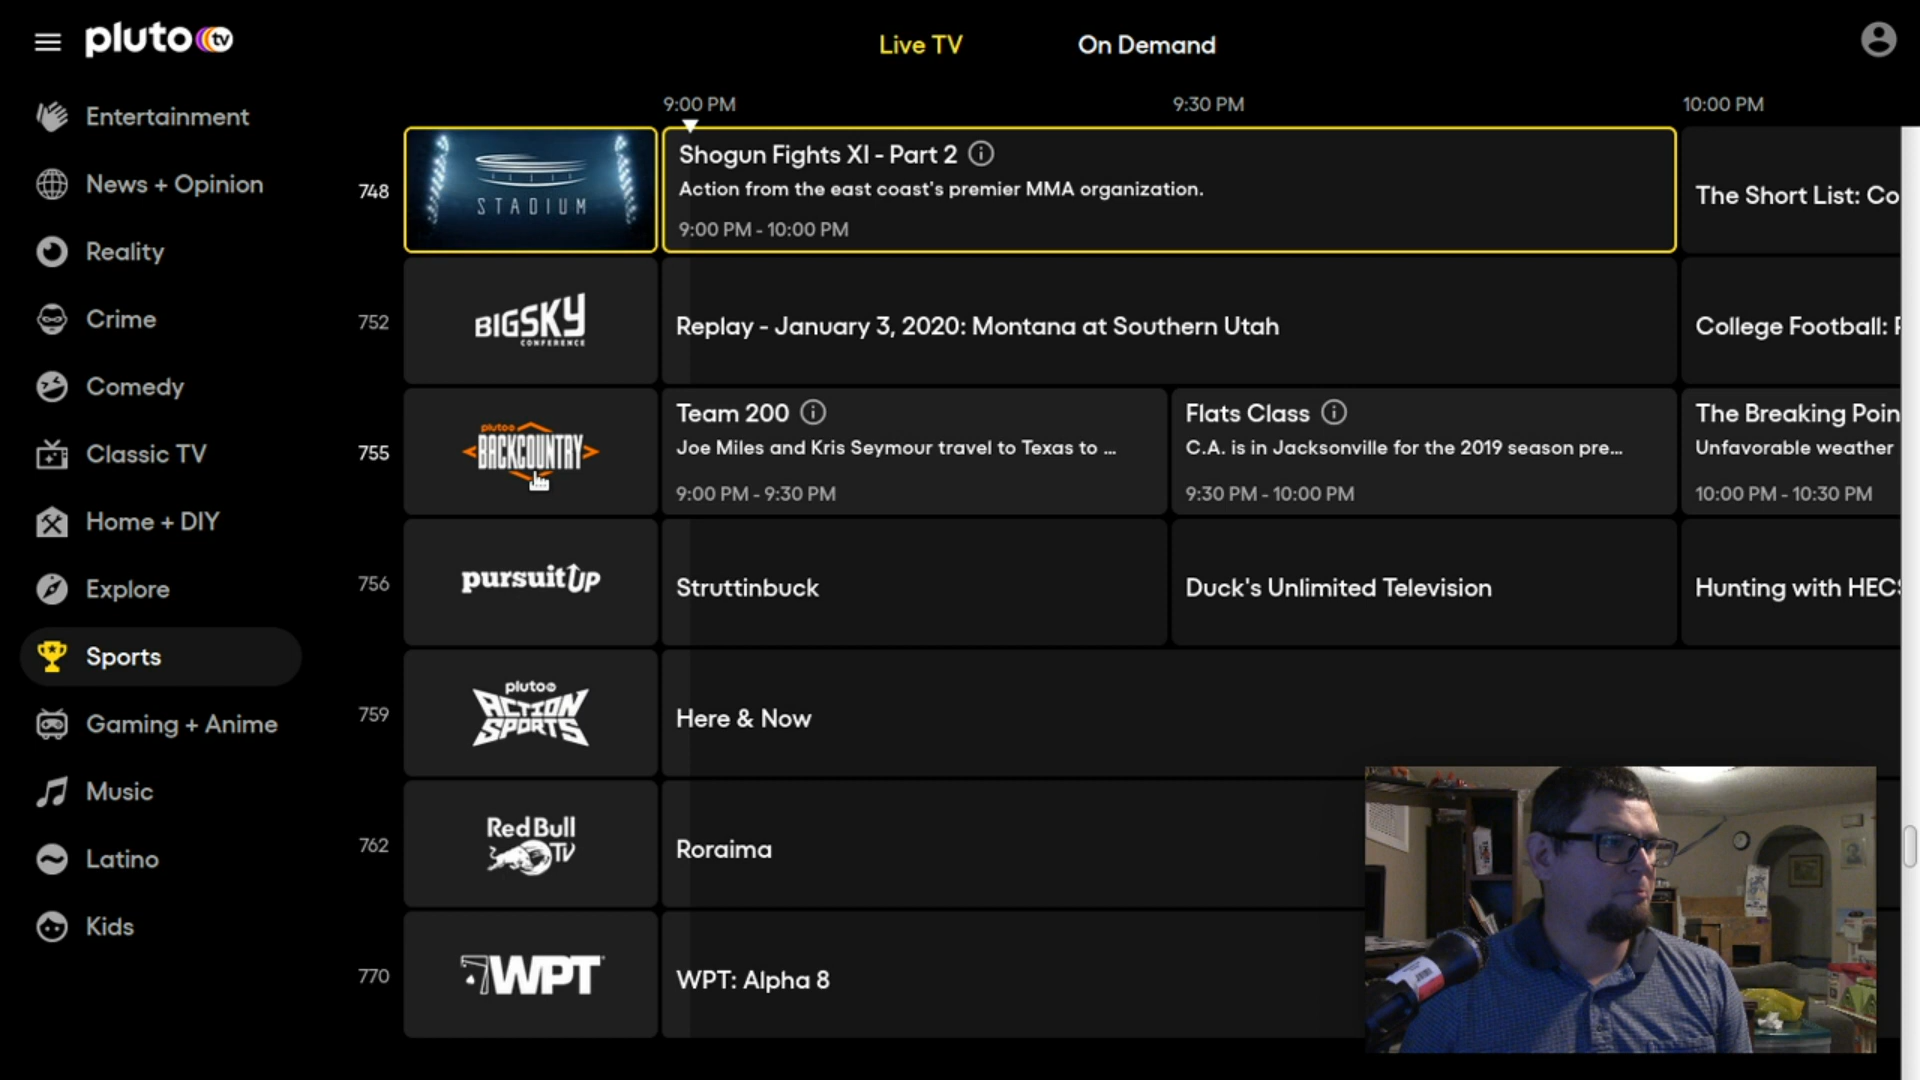 pluto tv
Live TV
On Demand
Entertainment
News + Opinion
Reality
Crime
Comedy
Classic TV
Home + DIY
Explore
Sports
Gaming + Anime
Music
Latino
Kids
9:00 PM
9:30 PM
10:00 PM
748
STADIUM
Shogun Fights XI - Part 2
Action from the east coast's premier MMA organization.
9:00 PM - 10:00 PM
The Short List: Co
752
BIGSKY
CONFERENCE
Replay - January 3, 2020: Montana at Southern Utah
College Football: F
755
pluto tv
BACKCOUNTRY
Team 200
Joe Miles and Kris Seymour travel to Texas to ...
9:00 PM - 9:30 PM
Flats Class
C.A. is in Jacksonville for the 2019 season pre...
9:30 PM - 10:00 PM
The Breaking Poin
Unfavorable weather
10:00 PM - 10:30 PM
756
pursuitUP
Struttinbuck
Duck's Unlimited Television
Hunting with HECS
759
pluto tv
ACTION
SPORTS
Here & Now
762
Red Bull
TV
Roraima
770
WPT
WPT: Alpha 8